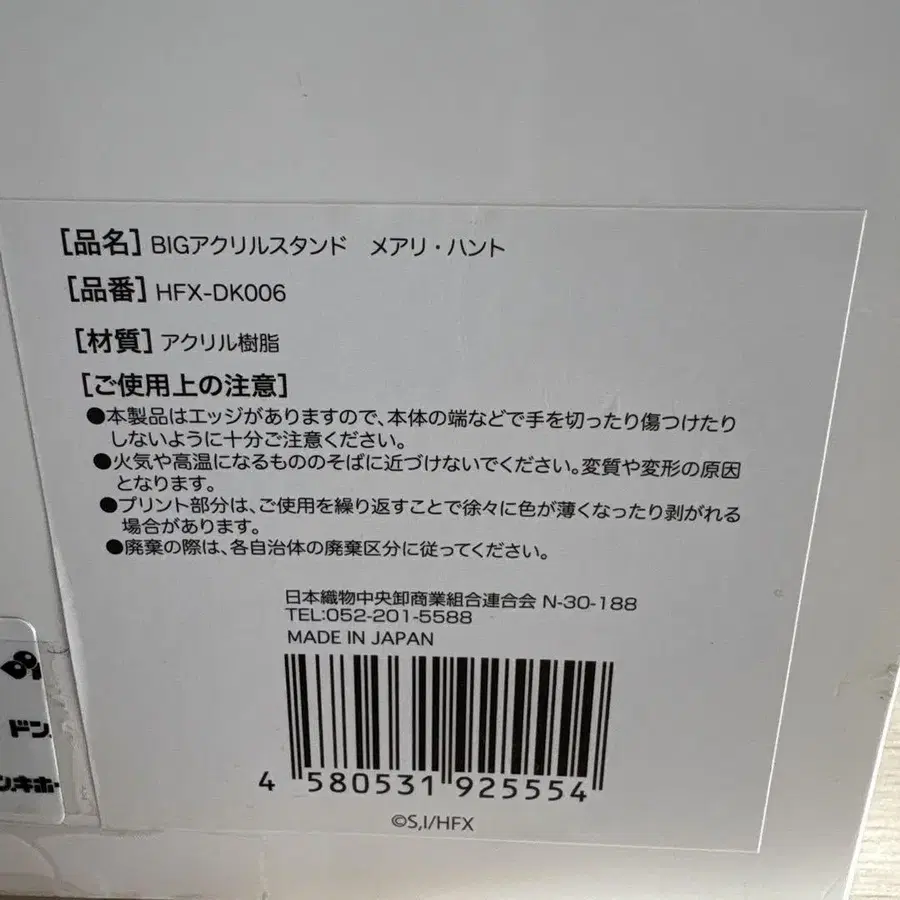 [品名] BIGアクリルスタンド　メアリ・ハント
[品番] HFX-DK006
[材質] アクリル樹脂
[ご使用上の注意]
●本製品はエッジがありますので、本体の端などで手を切ったり傷つけたり
しないように十分ご注意ください。
●火気や高温になるもののそばに近づけないでください。変質や変形の原因
となります。
●プリント部分は、ご使用を繰り返すことで徐々に色が薄くなったり剥がれる
場合があります。
●廃棄の際は、各自治体の廃棄区分に従ってください。
日本織物中央卸商業組合連合会 N-30-188
TEL:052-201-5588
MADE IN JAPAN
4 580531 925554
©S,I/HFX
ドン
ン.キホー